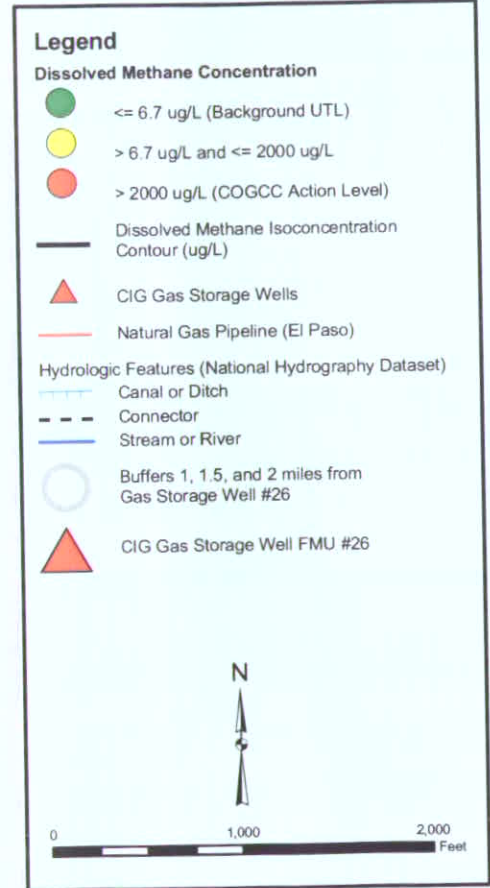 Legend
Dissolved Methane Concentration
<= 6.7 ug/L (Background UTL)
> 6.7 ug/L and <= 2000 ug/L
> 2000 ug/L (COGCC Action Level)
Dissolved Methane Isoconcentration
Contour (ug/L)
CIG Gas Storage Wells
Natural Gas Pipeline (El Paso)
Hydrologic Features (National Hydrography Dataset)
Canal or Ditch
Connector
Stream or River
Buffers 1, 1.5, and 2 miles from
Gas Storage Well #26
CIG Gas Storage Well FMU #26
N
0 1,000 2,000
Feet